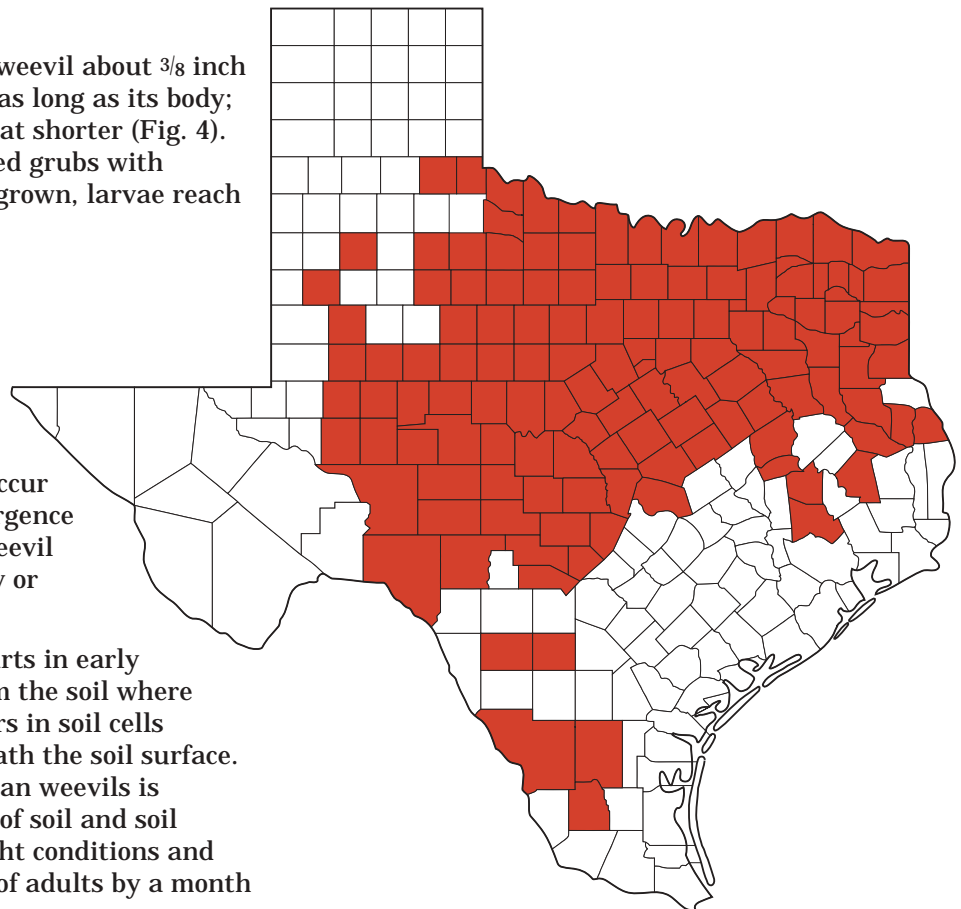 weevil about 3/8 inch
as long as its body;
at shorter (Fig. 4).
ed grubs with
grown, larvae reach
ccur
rgence
eevil
y or
arts in early
m the soil where
rs in soil cells
ath the soil surface.
an weevils is
of soil and soil
ht conditions and
of adults by a month